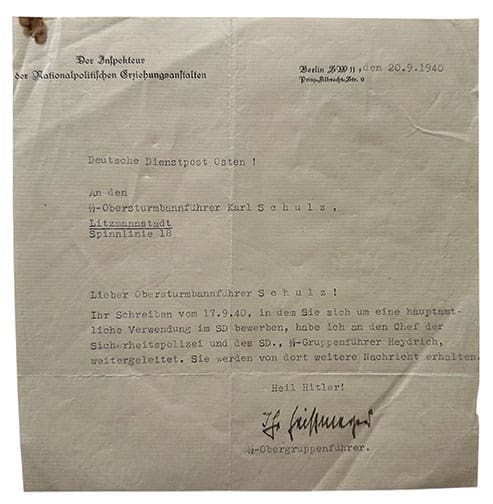 Der Inspekteur
der Nationalpolitischen Erziehungsanstalten
Berlin SW 11, den 20.9.1940
Prinz-Albrecht-Str. 9
Deutsche Dienstpost Osten !
An den
ᛋᛋ-Obersturmbannführer Karl S c h u l z ,
Litzmannstadt
Spinnlinie 18
Lieber Obersturmbannführer S c h u l z !
Ihr Schreiben vom 17.9.40, in dem Sie sich um eine hauptamt-
liche Verwendung im SD bewerben, habe ich an den Chef der
Sicherheitspolizei und des SD., ᛋᛋ-Gruppenführer Heydrich,
weitergeleitet. Sie werden von dort weitere Nachricht erhalten.
Heil Hitler!
Ihr Heißmeyer
ᛋᛋ-Obergruppenführer.